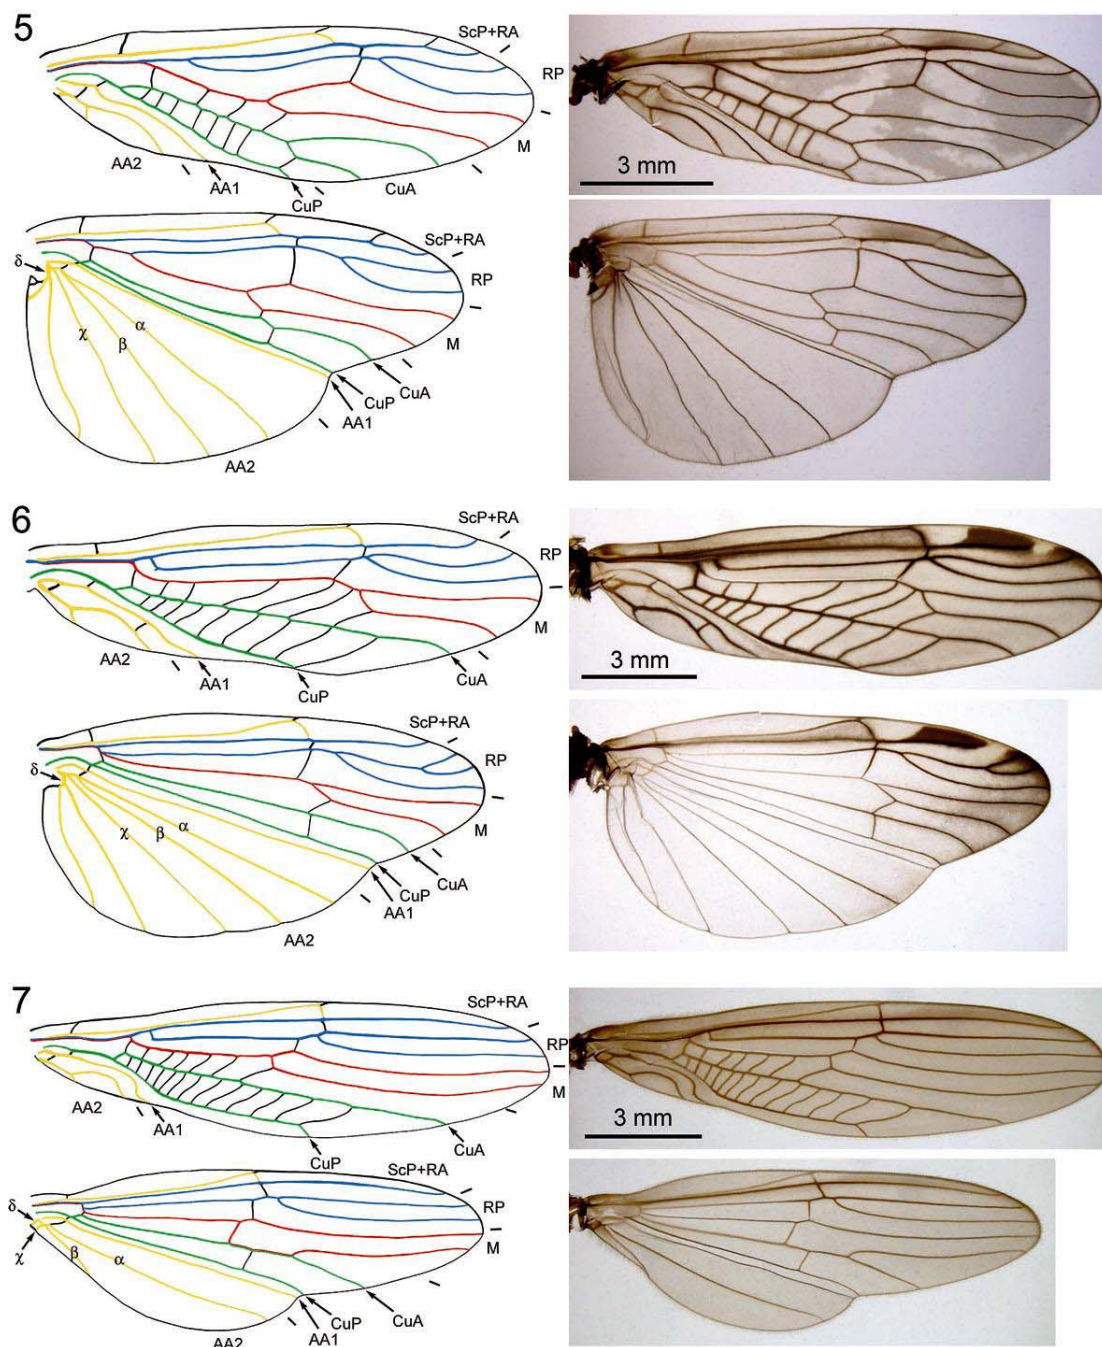 5
ScP+RA
RP
M
CuA
CuP
AA1
AA2
3 mm
ScP+RA
RP
M
CuA
CuP
AA1
AA2
δ
χ
β
α
6
ScP+RA
RP
M
CuA
CuP
AA1
AA2
3 mm
ScP+RA
RP
M
CuA
CuP
AA1
AA2
δ
χ
β
α
7
ScP+RA
RP
M
CuA
CuP
AA1
AA2
3 mm
ScP+RA
RP
M
CuA
CuP
AA1
AA2
δ
χ
β
α